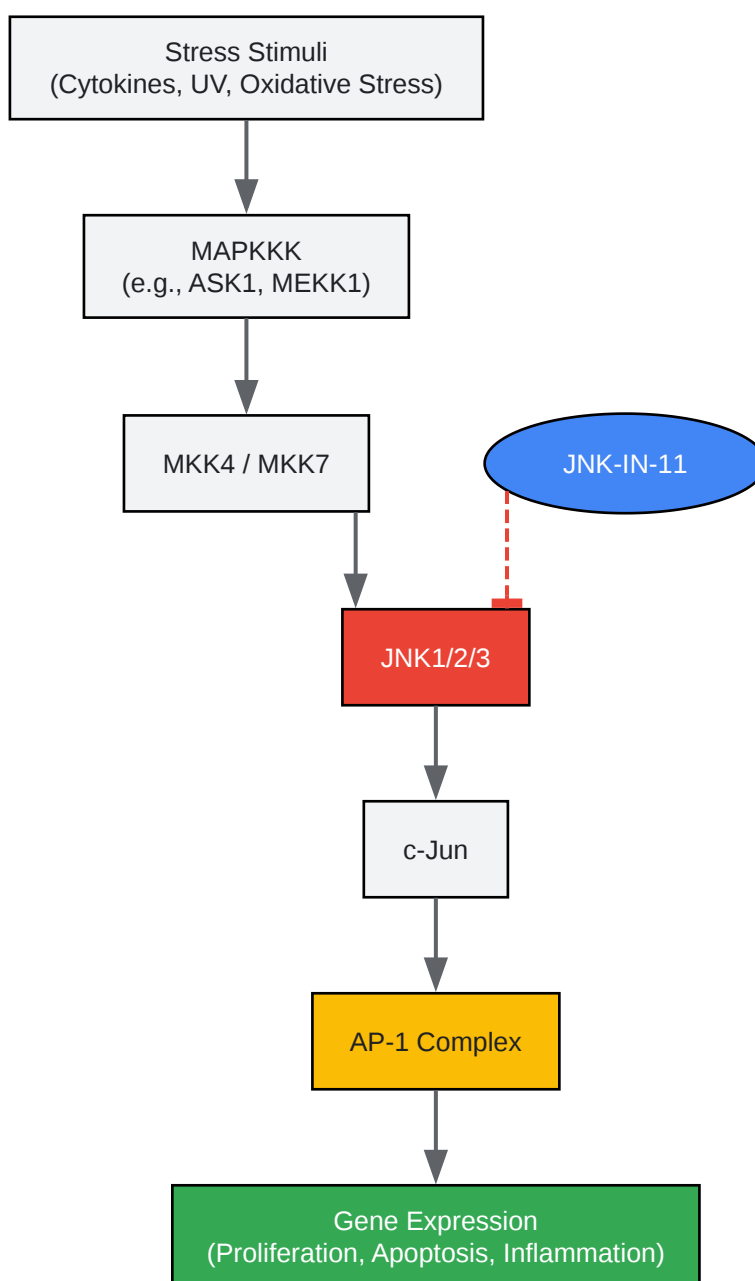 Stress Stimuli
(Cytokines, UV, Oxidative Stress)
MAPKKK
(e.g., ASK1, MEKK1)
MKK4 / MKK7
JNK-IN-11
JNK1/2/3
c-Jun
AP-1 Complex
Gene Expression
(Proliferation, Apoptosis, Inflammation)